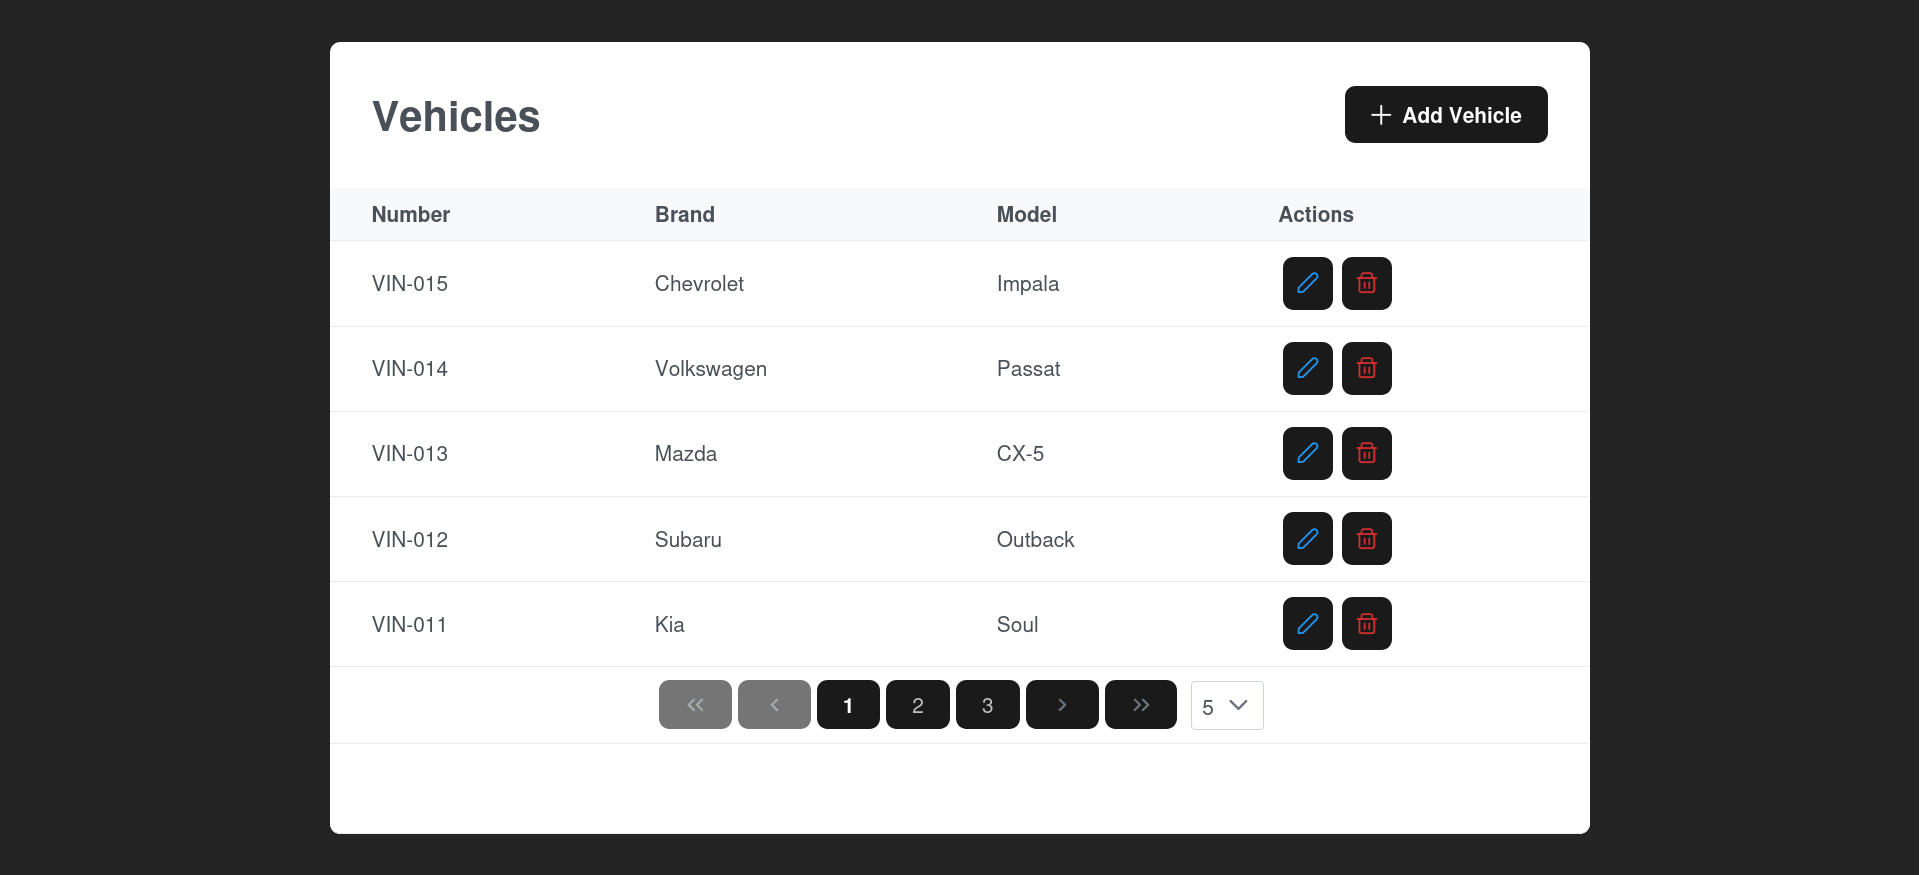 Vehicles
Add Vehicle
Number Brand Model Actions
VIN-015 Chevrolet Impala
VIN-014 Volkswagen Passat
VIN-013 Mazda CX-5
VIN-012 Subaru Outback
VIN-011 Kia Soul
1 2 3 5